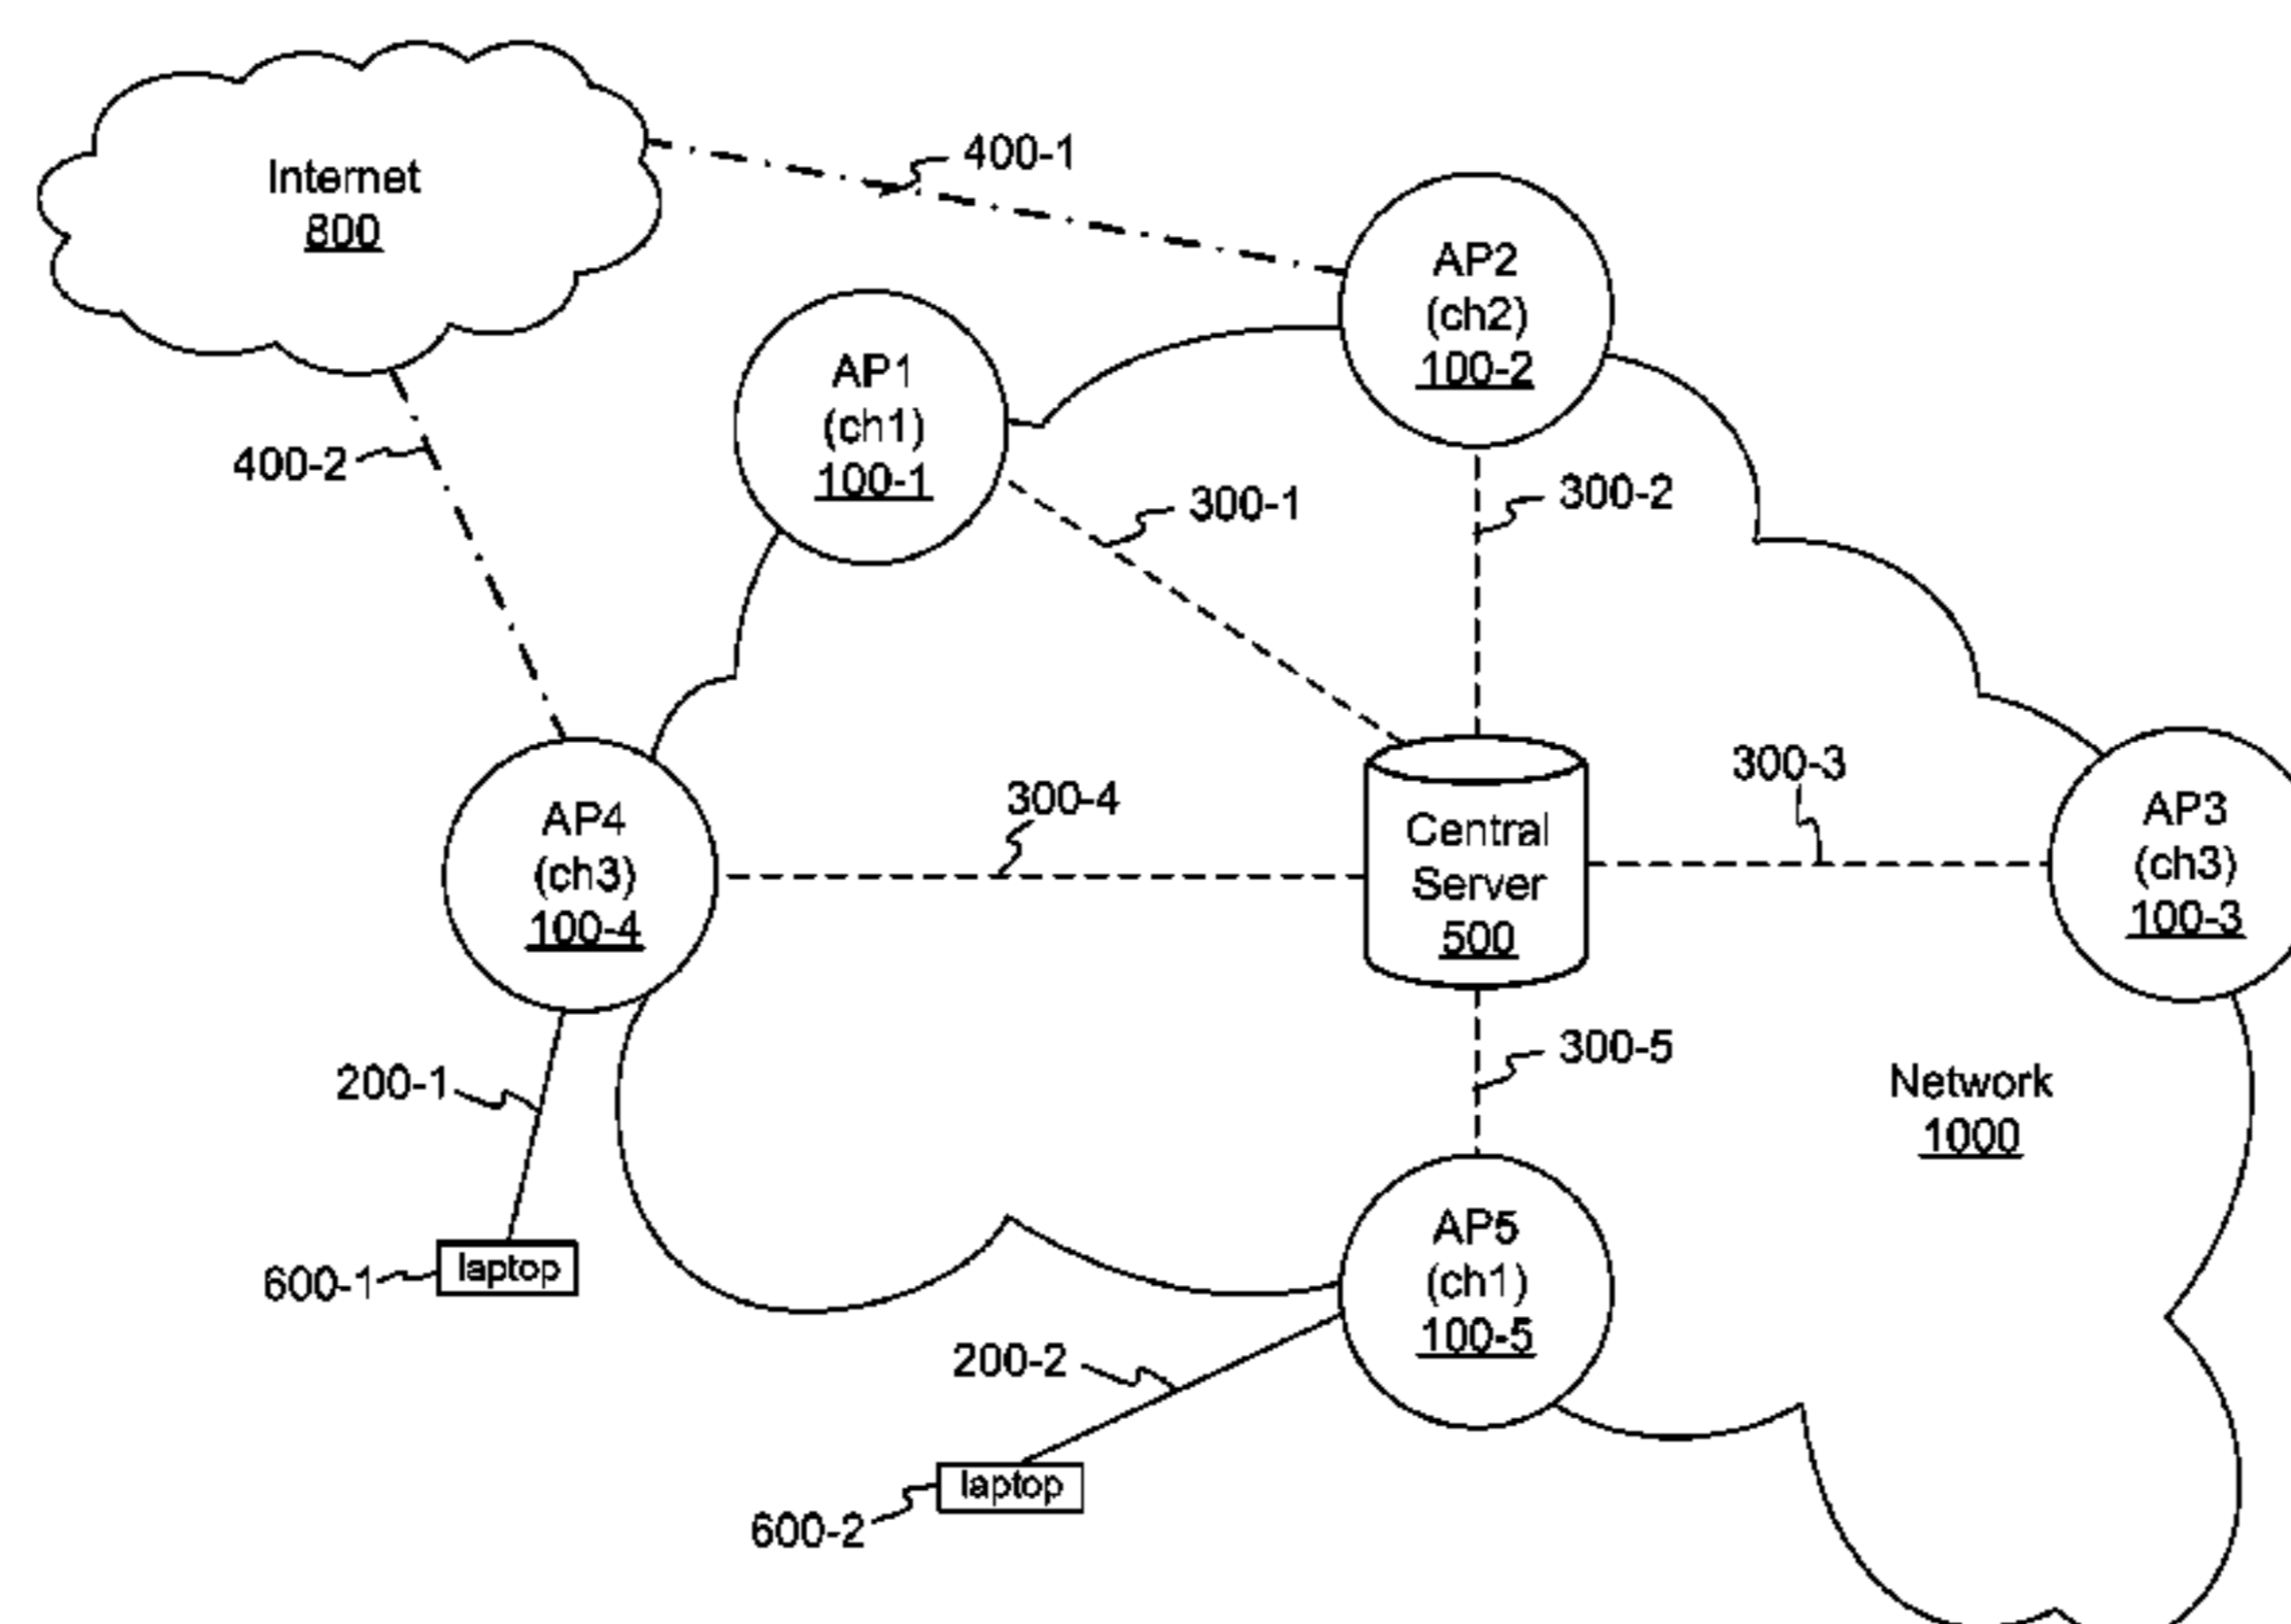 Internet
800
400-1
AP2
(ch2)
100-2
AP1
(ch1)
100-1
400-2
300-1
300-2
300-4
300-3
AP4
(ch3)
100-4
Central
Server
500
AP3
(ch3)
100-3
200-1
300-5
Network
1000
600-1
laptop
AP5
(ch1)
100-5
200-2
600-2
laptop